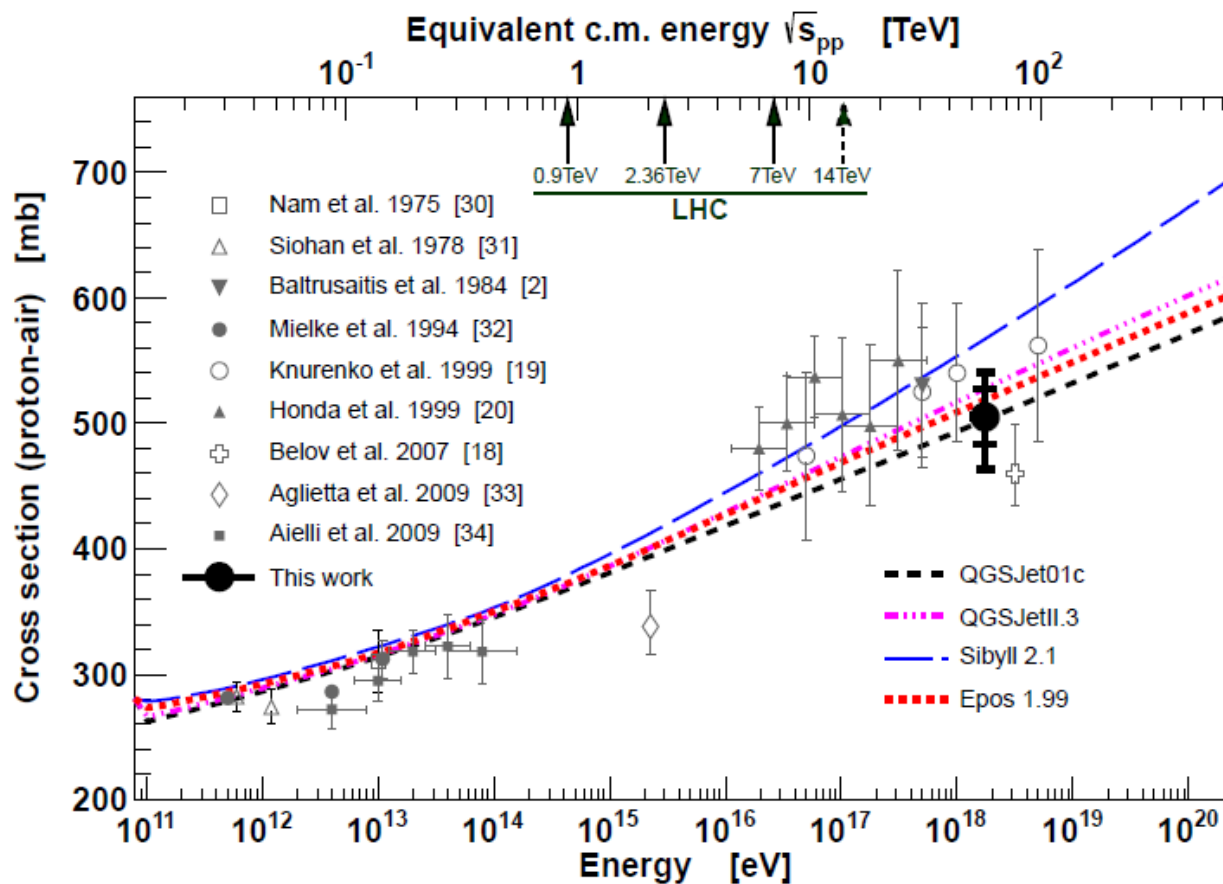 Equivalent c.m. energy √s_pp [TeV]
10^-1 1 10 10^2
0.9TeV 2.36TeV 7TeV 14TeV
LHC
Cross section (proton-air) [mb]
700
600
500
400
300
200
Nam et al. 1975 [30]
Siohan et al. 1978 [31]
Baltrusaitis et al. 1984 [2]
Mielke et al. 1994 [32]
Knurenko et al. 1999 [19]
Honda et al. 1999 [20]
Belov et al. 2007 [18]
Aglietta et al. 2009 [33]
Aielli et al. 2009 [34]
This work
QGSJet01c
QGSJetII.3
Sibyll 2.1
Epos 1.99
10^11 10^12 10^13 10^14 10^15 10^16 10^17 10^18 10^19 10^20
Energy [eV]